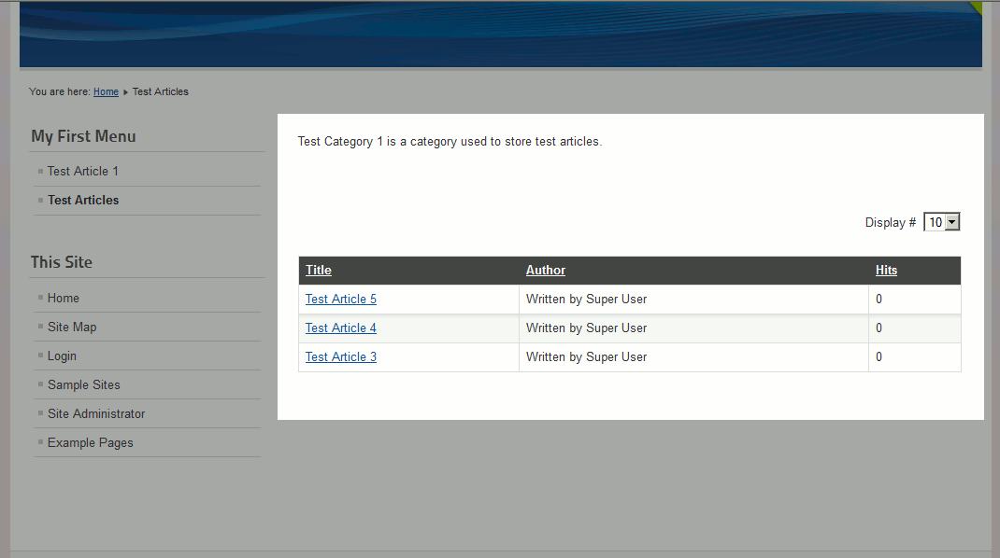 You are here: Home Test Articles
My First Menu
Test Article 1
Test Articles
This Site
Home
Site Map
Login
Sample Sites
Site Administrator
Example Pages
Test Category 1 is a category used to store test articles.
Display # 10
Title Author Hits
Test Article 5 Written by Super User 0
Test Article 4 Written by Super User 0
Test Article 3 Written by Super User 0